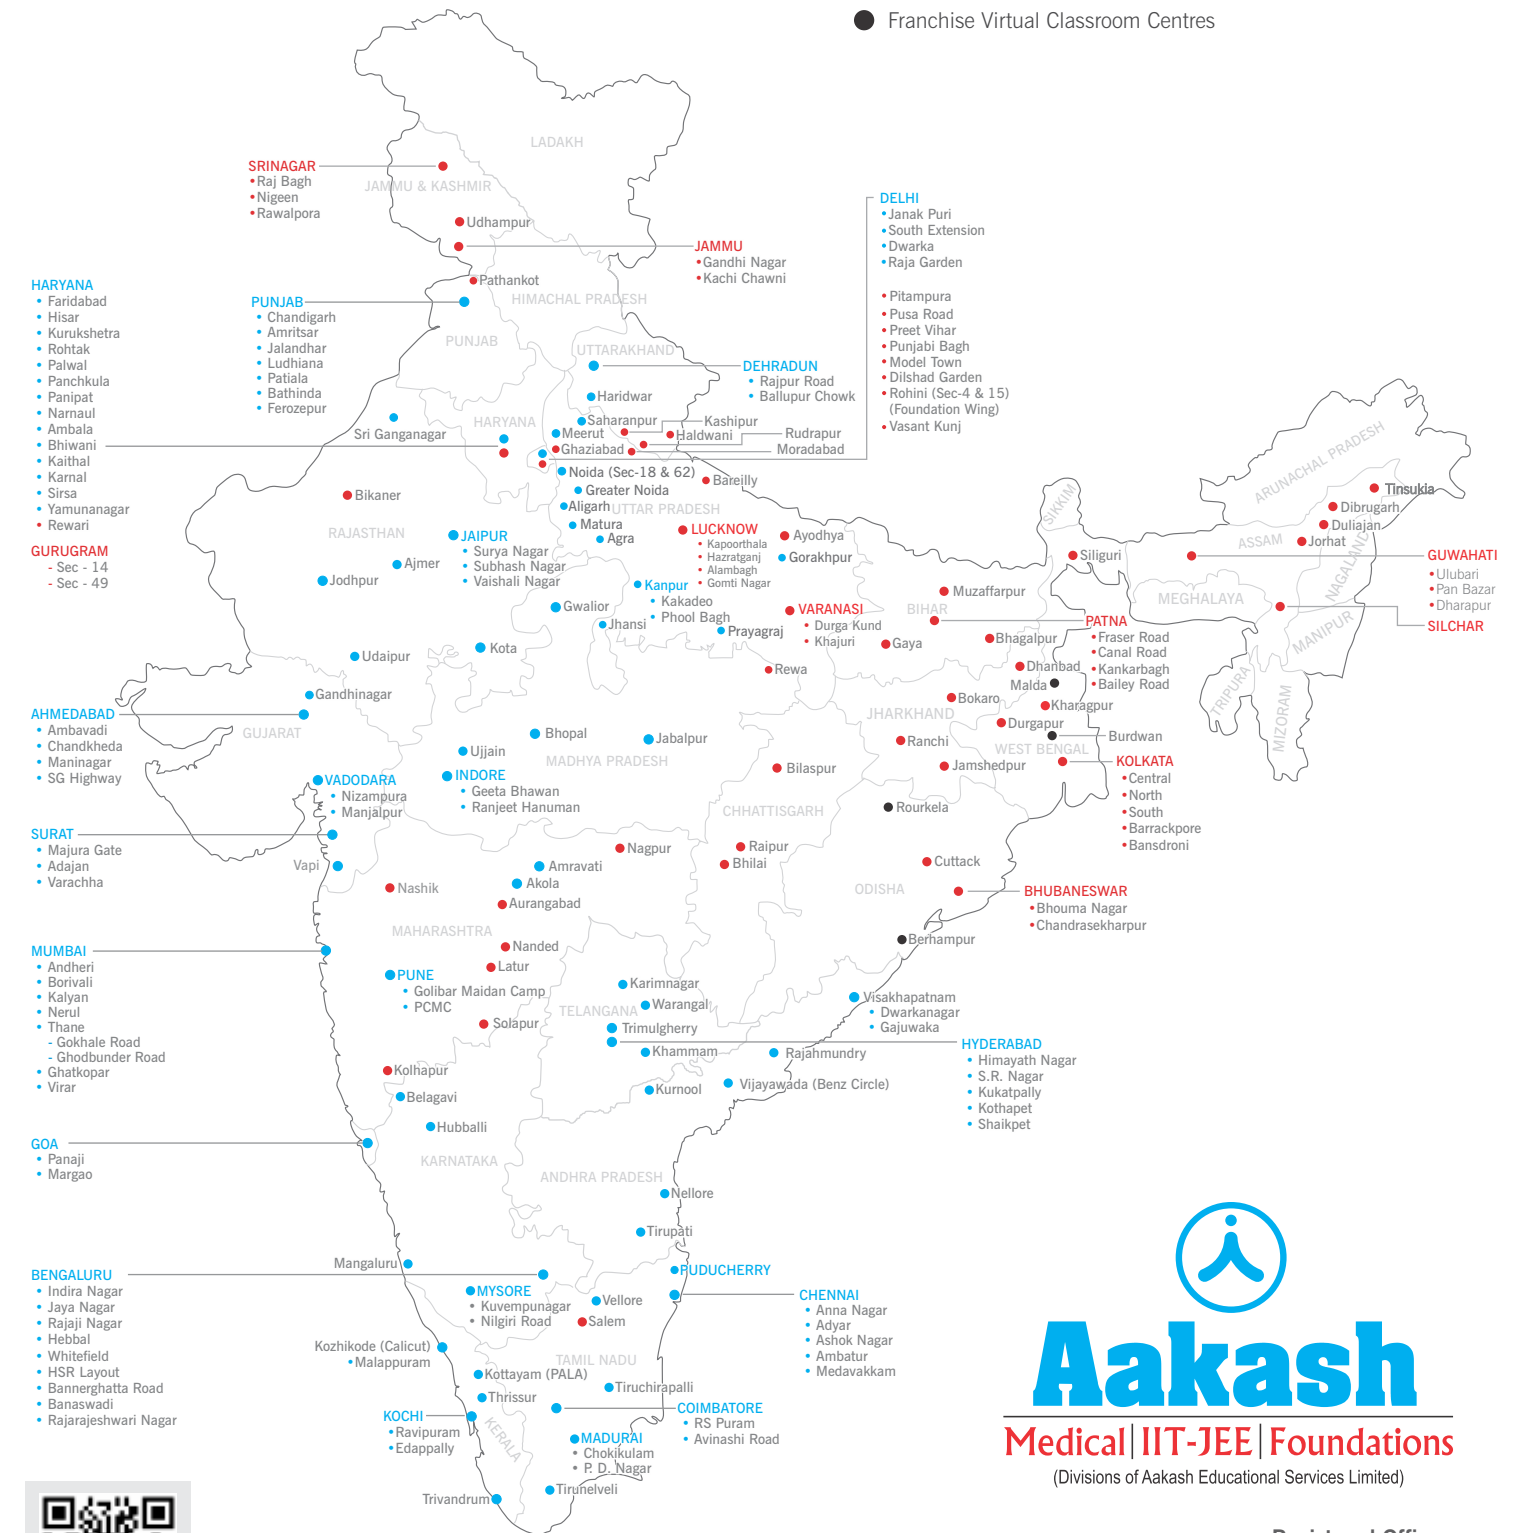 Franchise Virtual Classroom Centres
LADAKH
SRINAGAR
Raj Bagh
Nigeen
Rawalpora
JAMMU & KASHMIR
Udhampur
JAMMU
Gandhi Nagar
Kachi Chawni
Pathankot
HIMACHAL PRADESH
DELHI
Janak Puri
South Extension
Dwarka
Raja Garden
Pitampura
Pusa Road
Preet Vihar
Punjabi Bagh
Model Town
Dilshad Garden
Rohini (Sec-4 & 15)
(Foundation Wing)
Vasant Kunj
HARYANA
Faridabad
Hisar
Kurukshetra
Rohtak
Palwal
Panchkula
Panipat
Narnaul
Ambala
Bhiwani
Kaithal
Karnal
Sirsa
Yamunanagar
Rewari
GURUGRAM
- Sec - 14
- Sec - 49
PUNJAB
Chandigarh
Amritsar
Jalandhar
Ludhiana
Patiala
Bathinda
Ferozepur
PUNJAB
UTTARAKHAND
DEHRADUN
Rajpur Road
Ballupur Chowk
Haridwar
HARYANA
Sri Ganganagar
Saharanpur
Kashipur
Meerut
Haldwani
Rudrapur
Ghaziabad
Moradabad
Noida (Sec-18 & 62)
Bareilly
Greater Noida
Aligarh
UTTAR PRADESH
Matura
Agra
Bikaner
RAJASTHAN
JAIPUR
Surya Nagar
Subhash Nagar
Vaishali Nagar
Ajmer
Jodhpur
LUCKNOW
Kapoorthala
Hazratganj
Alambagh
Gomti Nagar
Ayodhya
Gorakhpur
Kanpur
Kakadeo
Phool Bagh
Gwalior
Jhansi
Prayagraj
VARANASI
Durga Kund
Khajuri
Kota
Udaipur
Rewa
Muzaffarpur
BIHAR
PATNA
Fraser Road
Canal Road
Kankarbagh
Bailey Road
Gaya
Bhagalpur
Dhanbad
Malda
Bokaro
Kharagpur
JHARKHAND
Durgapur
Burdwan
WEST BENGAL
Ranchi
Jamshedpur
KOLKATA
Central
North
South
Barrackpore
Bansdroni
SIKKIM
Siliguri
ARUNACHAL PRADESH
Tinsukia
Dibrugarh
Duliajan
Jorhat
ASSAM
NAGALAND
GUWAHATI
Ulubari
Pan Bazar
Dharapur
SILCHAR
MEGHALAYA
MANIPUR
TRIPURA
MIZORAM
Gandhinagar
AHMEDABAD
Ambavadi
Chandkheda
Maninagar
SG Highway
GUJARAT
VADODARA
Nizampura
Manjalpur
SURAT
Majura Gate
Adajan
Varachha
Vapi
Bhopal
Jabalpur
Ujjain
MADHYA PRADESH
INDORE
Geeta Bhawan
Ranjeet Hanuman
Bilaspur
CHHATTISGARH
Rourkela
Nagpur
Raipur
Bhilai
Cuttack
ODISHA
BHUBANESWAR
Bhouma Nagar
Chandrasekharpur
Berhampur
Amravati
Akola
Nashik
Aurangabad
MAHARASHTRA
Nanded
Latur
MUMBAI
Andheri
Borivali
Kalyan
Nerul
Thane
- Gokhale Road
- Ghodbunder Road
Ghatkopar
Virar
PUNE
Golibar Maidan Camp
PCMC
Solapur
Kolhapur
Karimnagar
Warangal
TELANGANA
Trimulgherry
Khammam
Visakhapatnam
Dwarkanagar
Gajuwaka
HYDERABAD
Himayath Nagar
S.R. Nagar
Kukatpally
Kothapet
Shaikpet
Rajahmundry
Vijayawada (Benz Circle)
Kurnool
Belagavi
Hubballi
GOA
Panaji
Margao
KARNATAKA
ANDHRA PRADESH
Nellore
Tirupati
Mangaluru
BENGALURU
Indira Nagar
Jaya Nagar
Rajaji Nagar
Hebbal
Whitefield
HSR Layout
Bannerghatta Road
Banaswadi
Rajarajeshwari Nagar
MYSORE
Kuvempunagar
Nilgiri Road
PUDUCHERRY
CHENNAI
Anna Nagar
Adyar
Ashok Nagar
Ambatur
Medavakkam
Vellore
Salem
Kozhikode (Calicut)
Malappuram
TAMIL NADU
Kottayam (PALA)
Thrissur
Tiruchirapalli
KOCHI
Ravipuram
Edappally
KERALA
COIMBATORE
RS Puram
Avinashi Road
MADURAI
Chokikulam
P. D. Nagar
Tirunelveli
Trivandrum
Aakash
Medical|IIT-JEE|Foundations
(Divisions of Aakash Educational Services Limited)